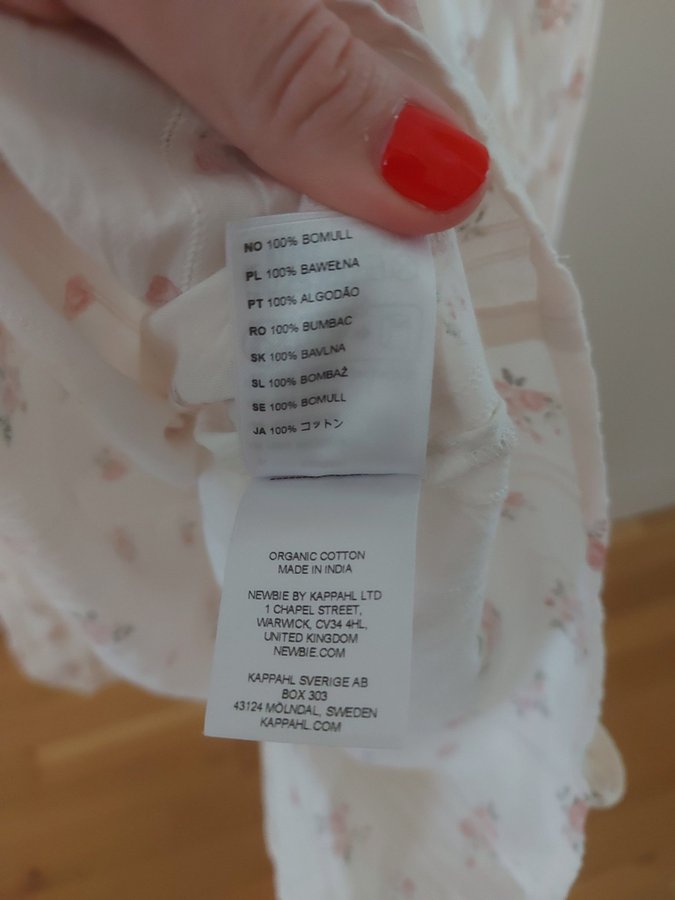 NO 100% BOMULL
PL 100% BAWEŁNA
PT 100% ALGODÃO
RO 100% BUMBAC
SK 100% BAVLNA
SL 100% BOMBAŽ
SE 100% BOMULL
JA 100% コットン
ORGANIC COTTON
MADE IN INDIA
NEWBIE BY KAPPAHL LTD
1 CHAPEL STREET,
WARWICK, CV34 4HL,
UNITED KINGDOM
NEWBIE.COM
KAPPAHL SVERIGE AB
BOX 303
43124 MÖLNDAL, SWEDEN
KAPPAHL.COM